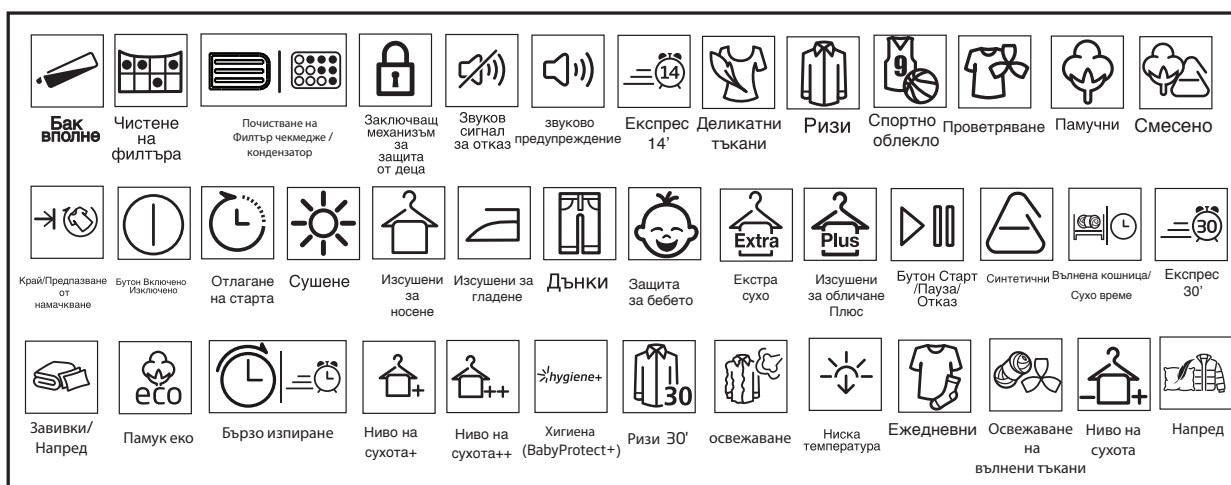 14
9
Бак
вполне
Чистене
на
филтъра
Почистване на
Филтър чекмедже /
кондензатор
Заключващ
механизъм
за
защита
от деца
Звуков
сигнал
за отказ
звуково
предупреждение
Експрес
14'
Деликатни
тъкани
Ризи
Спортно
облекло
Проветряване
Памучни
Смесено
Extra
Plus
30
Край/Предпазване
от
намачкване
Бутон Включено
Изключено
Отлагане
на старта
Сушене
Изсушени
за
носене
Изсушени за
гладене
Дънки
Защита
за бебето
Екстра
сухо
Изсушени
за обличане
Плюс
Бутон Старт
/Пауза/
Отказ
Синтетични
Вълнена кошница/
Сухо време
Експрес
30'
eco
+
++
hygiene+
30
- +
Завивки/
Напред
Памук еко
Бързо изпиране
Ниво на
сухота+
Ниво на
сухота++
Хигиена
(BabyProtect+)
Ризи 30'
освежаване
Ниска
температура
Ежедневни
Освежаване
на
вълнени тъкани
Ниво на
сухота
Напред